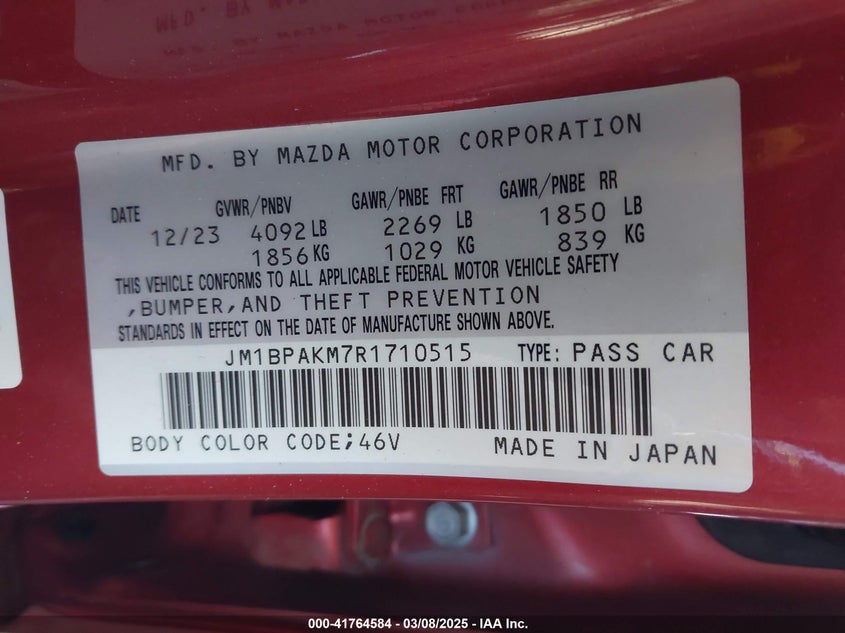 MFD. BY MAZDA MOTOR CORPORATION
DATE GVWR/PNBV GAWR/PNBE FRT GAWR/PNBE RR
12/23 4092 LB 2269 LB 1850 LB
1856 KG 1029 KG 839 KG
THIS VEHICLE CONFORMS TO ALL APPLICABLE FEDERAL MOTOR VEHICLE SAFETY
,BUMPER,AND THEFT PREVENTION
STANDARDS IN EFFECT ON THE DATE OF MANUFACTURE SHOWN ABOVE.
JM1BPAKM7R1710515 TYPE: PASS CAR
BODY COLOR CODE;46V MADE IN JAPAN
000-41764584 - 03/08/2025 - IAA Inc.